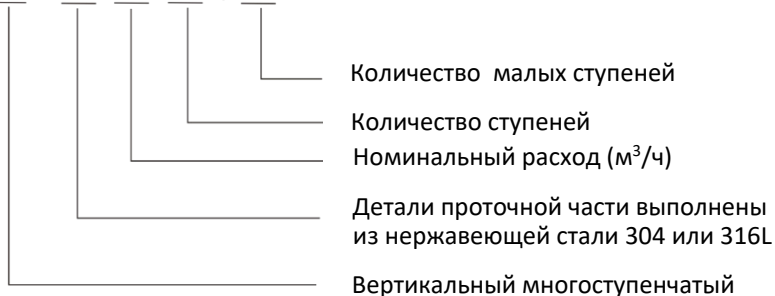 Количество малых ступеней
Количество ступеней
Номинальный расход (м³/ч)
Детали проточной части выполнены
из нержавеющей стали 304 или 316L
Вертикальный многоступенчатый